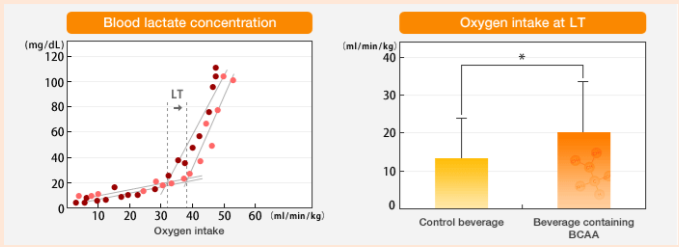 Blood lactate concentration
(mg/dL)
120
100
80
60
40
20
0
LT
10
20
30
40
50
60
(ml/min/kg)
Oxygen intake
Oxygen intake at LT
(ml/min/kg)
40
30
20
10
0
*
Control beverage
Beverage containing
BCAA